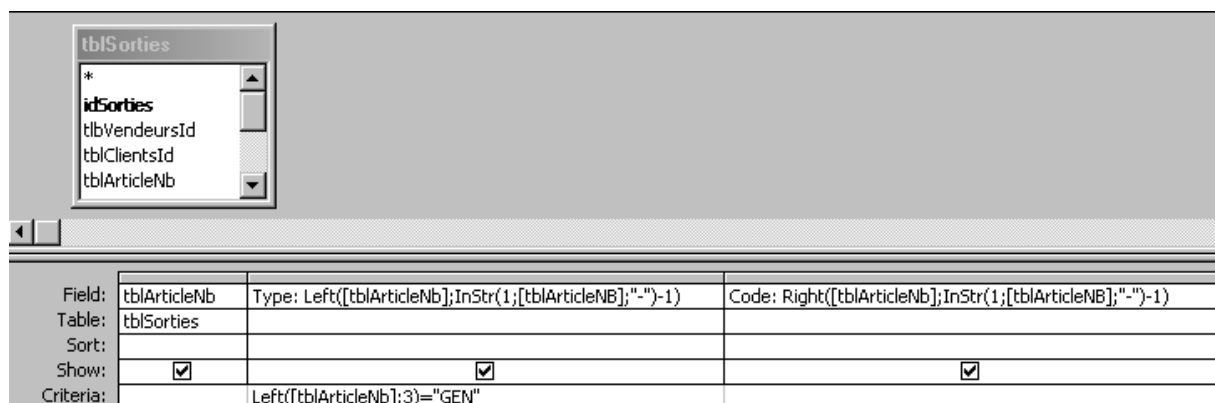 tblSorties
*
idSorties
tlbVendeursId
tblClientsId
tblArticleNb
Field: tblArticleNb Type: Left([tblArticleNb];InStr(1;[tblArticleNB];"-")-1) Code: Right([tblArticleNb];InStr(1;[tblArticleNB];"-")-1)
Table: tblSorties
Sort:
Show:
Criteria: Left([tblArticleNb];3)="GEN"